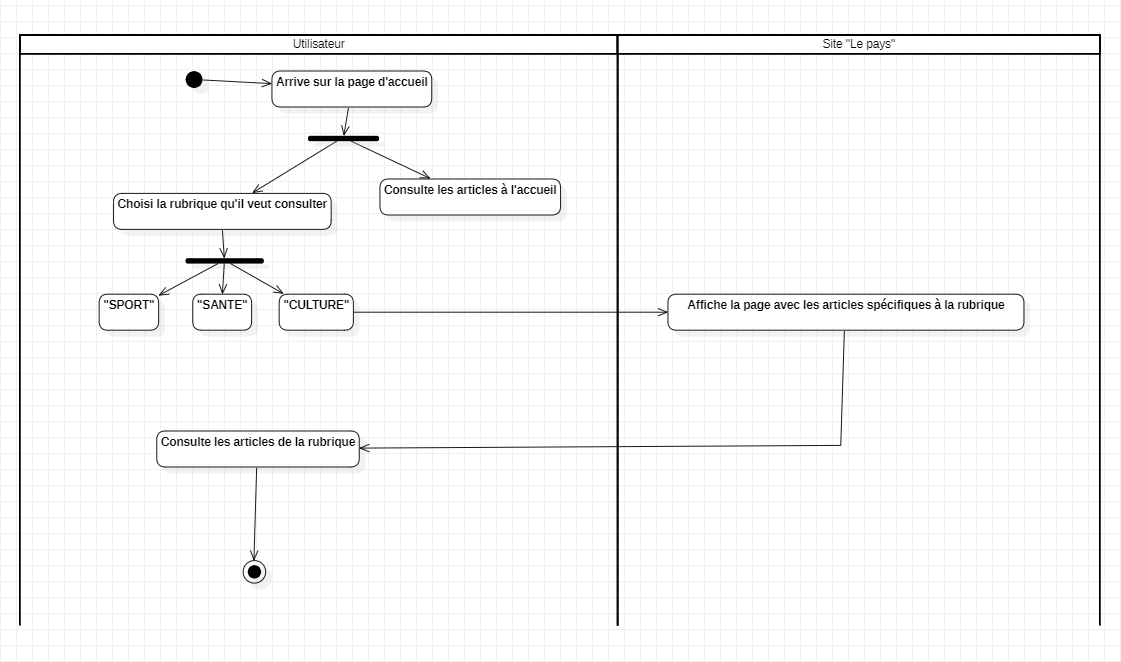 Utilisateur
Site "Le pays"
Arrive sur la page d'accueil
Consulte les articles à l'accueil
Choisi la rubrique qu'il veut consulter
"SPORT"
"SANTE"
"CULTURE"
Affiche la page avec les articles spécifiques à la rubrique
Consulte les articles de la rubrique